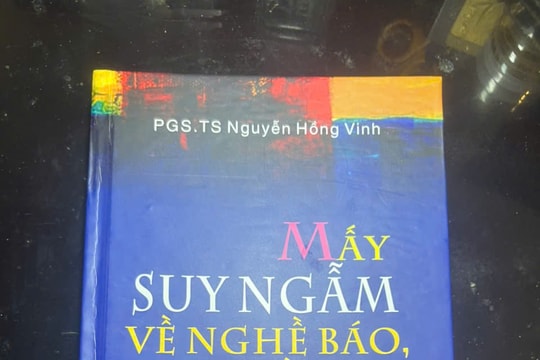 PGS.TS Nguyễn Hồng Vinh
MẤY
SUY NGẪM
VỀ NGHỀ BÁO,